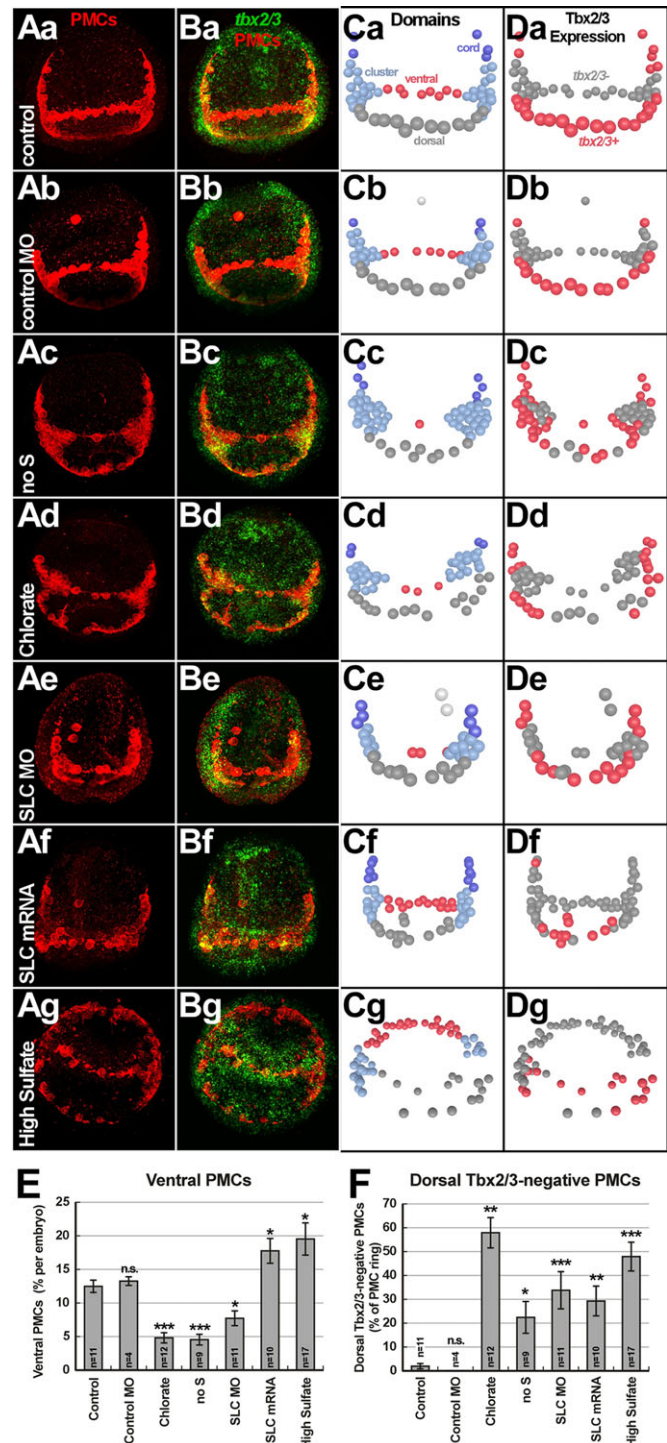 Aa PMCs
Ba tbx2/3 PMCs
Ca Domains
Da Tbx2/3 Expression
control
cord
cluster
ventral
dorsal
tbx2/3-
tbx2/3+
Ab
Bb
Cb
Db
control MO
Ac
Bc
Cc
Dc
no S
Ad
Bd
Cd
Dd
Chlorate
Ae
Be
Ce
De
SLC MO
Af
Bf
Cf
Df
SLC mRNA
Ag
Bg
Cg
Dg
High Sulfate
E
Ventral PMCs
Ventral PMCs (% per embryo)
25
20
15
10
5
0
n.s.
***
***
*
*
*
n=11
n=4
n=12
n=9
n=11
n=10
n=17
Control
Control MO
Chlorate
no S
SLC MO
SLC mRNA
High Sulfate
F
Dorsal Tbx2/3-negative PMCs
Dorsal Tbx2/3-negative PMCs
(% of PMC ring)
70
60
50
40
30
20
10
0
n.s.
**
*
***
**
***
n=11
n=4
n=12
n=9
n=11
n=10
n=17
Control
Control MO
Chlorate
no S
SLC MO
SLC mRNA
High Sulfate